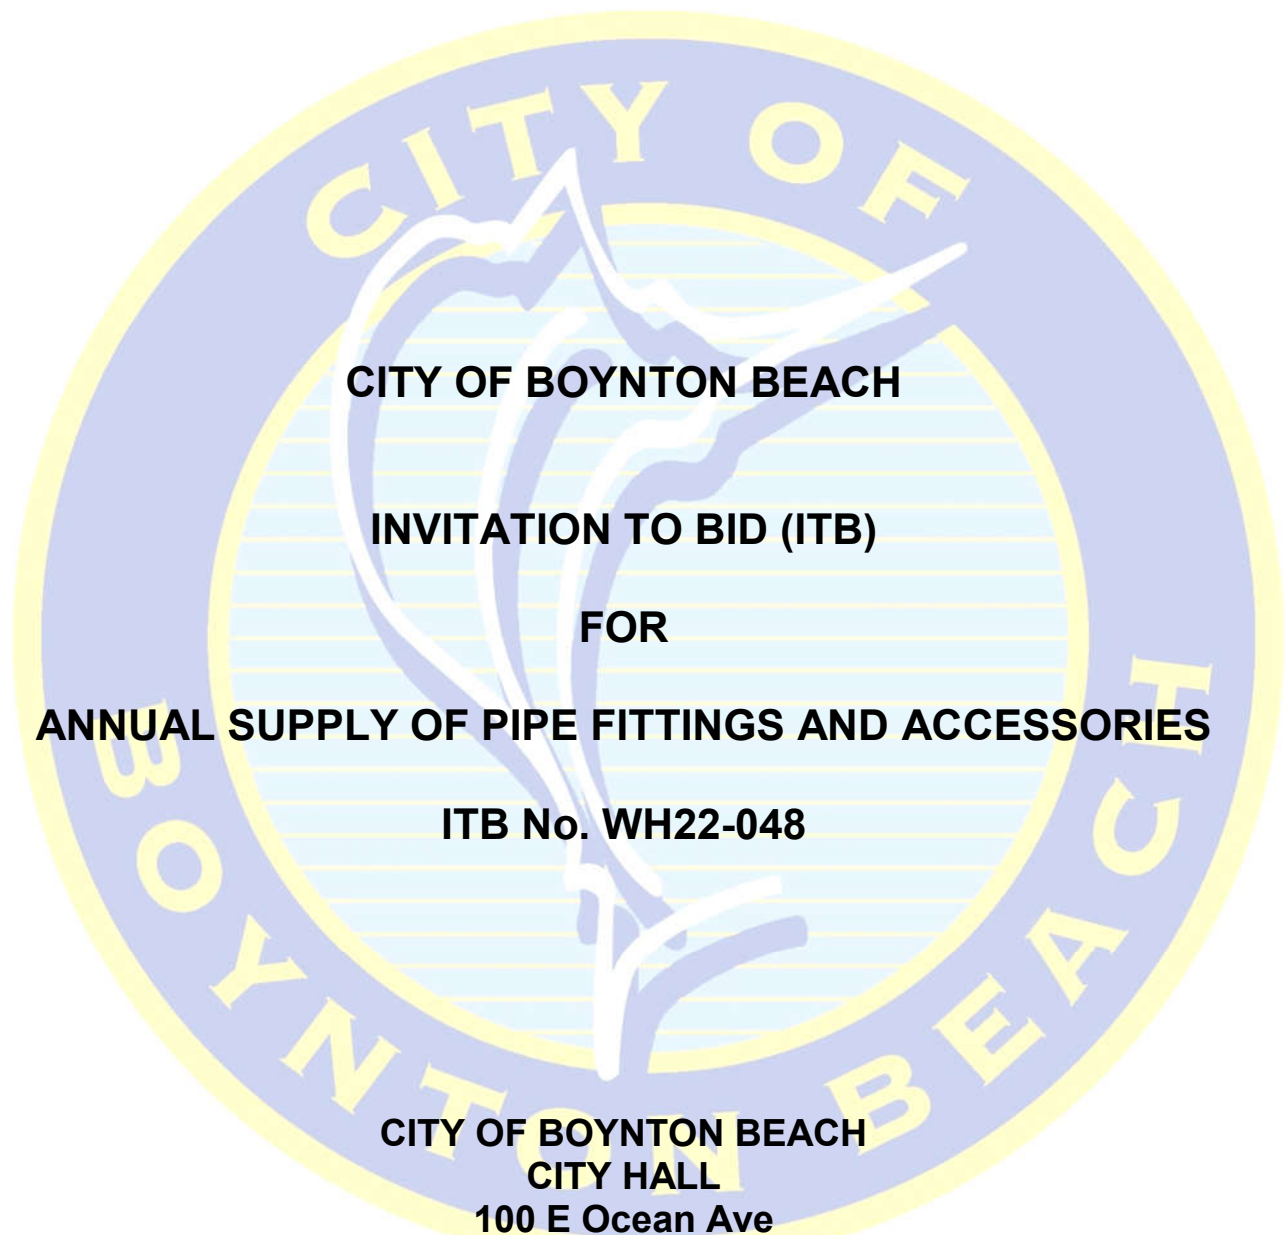 CITY OF
BOYNTON BEACH
CITY OF BOYNTON BEACH
INVITATION TO BID (ITB)
FOR
ANNUAL SUPPLY OF PIPE FITTINGS AND ACCESSORIES
ITB No. WH22-048
CITY OF BOYNTON BEACH
CITY HALL
100 E Ocean Ave